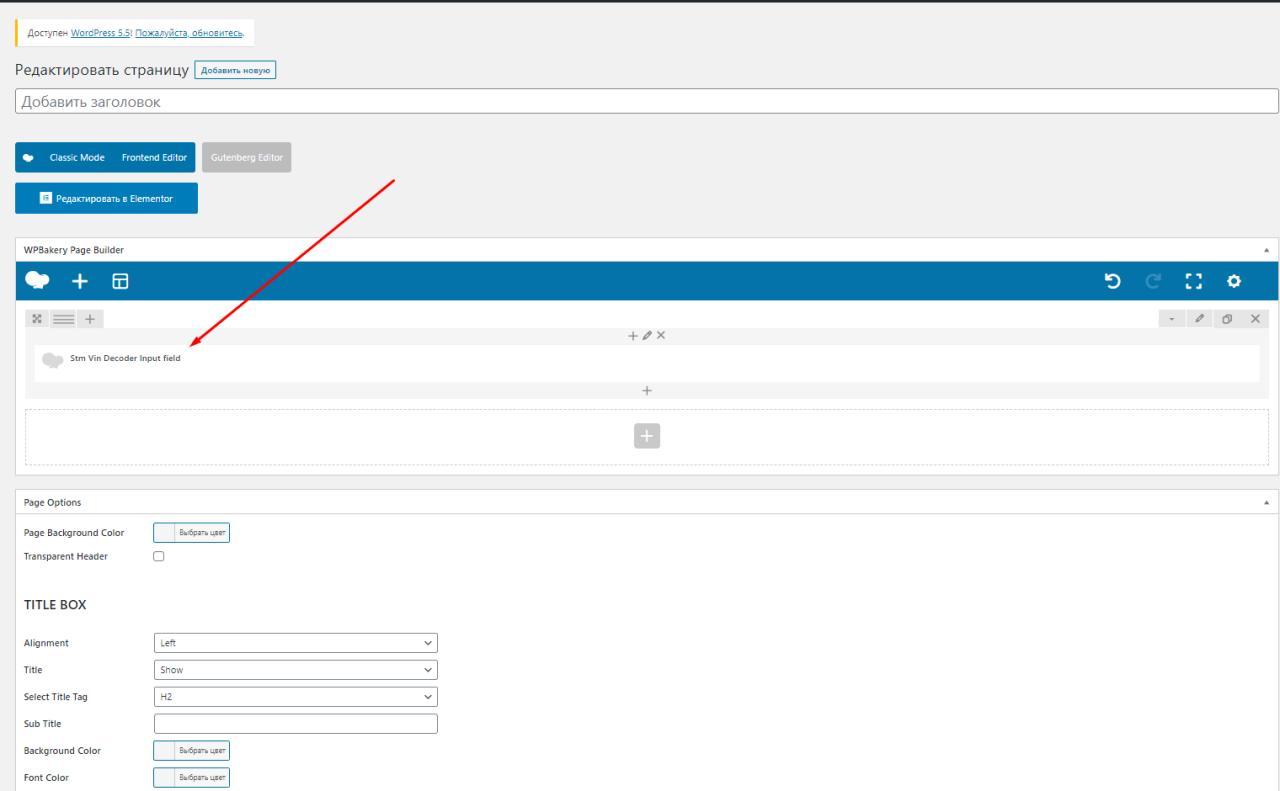 Доступен WordPress 5.5! Пожалуйста, обновитесь.
Редактировать страницу Добавить новую
Добавить заголовок
Classic Mode Frontend Editor Gutenberg Editor
Редактировать в Elementor
WPBakery Page Builder
Stm Vin Decoder Input field
Page Options
Page Background Color Выбрать цвет
Transparent Header
TITLE BOX
Alignment Left
Title Show
Select Title Tag H2
Sub Title
Background Color Выбрать цвет
Font Color Выбрать цвет